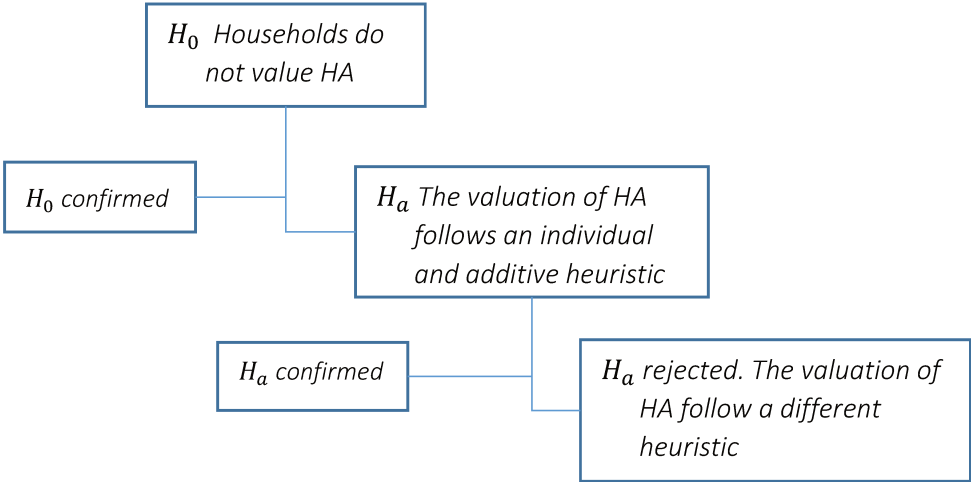 H₀ Households do
not value HA
H₀ confirmed
Hₐ The valuation of HA
follows an individual
and additive heuristic
Hₐ confirmed
Hₐ rejected. The valuation of
HA follow a different
heuristic